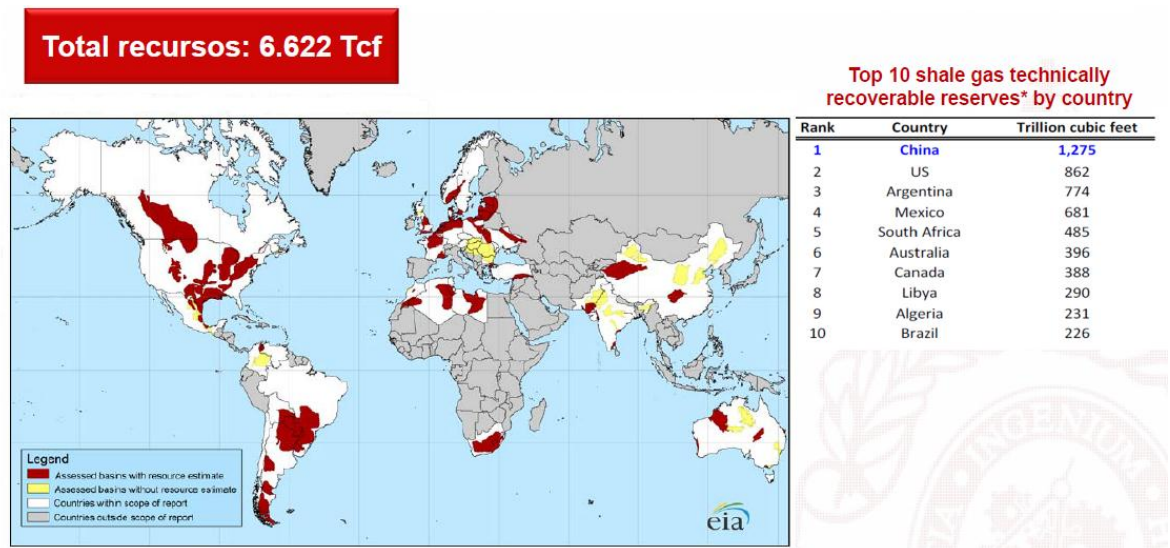 Total recursos: 6.622 Tcf
Top 10 shale gas technically
recoverable reserves* by country
Rank Country Trillion cubic feet
1 China 1,275
2 US 862
3 Argentina 774
4 Mexico 681
5 South Africa 485
6 Australia 396
7 Canada 388
8 Libya 290
9 Algeria 231
10 Brazil 226
Legend
Assessed basins with resource estimate
Assessed basins without resource estimate
Countries within scope of report
Countries outside scope of report
eia
INGENIUM